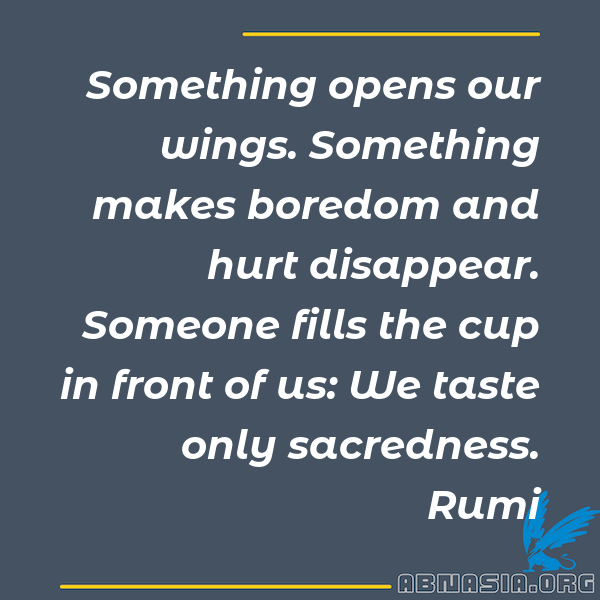 Something opens our
wings. Something
makes boredom and
hurt disappear.
Someone fills the cup
in front of us: We taste
only sacredness.
Rumi
ABNASIA.ORG